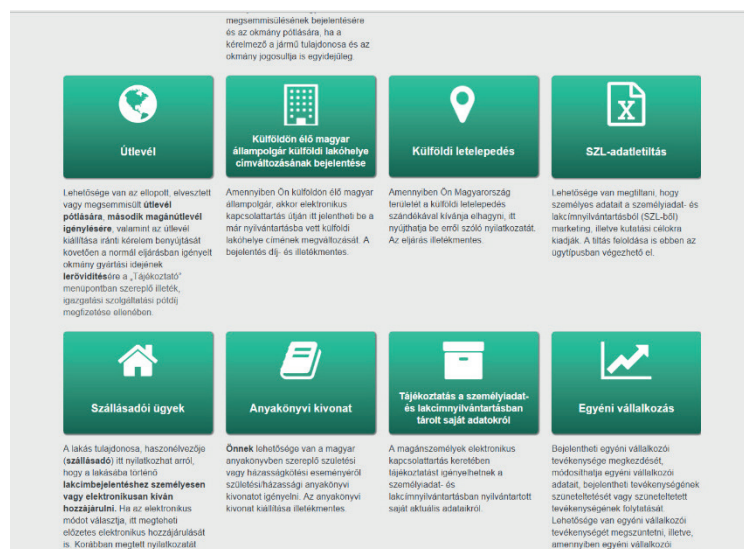 megsemmisülésének bejelentésére
és az okmány pótlására, ha a
kérelmező a jármű tulajdonosa és az
okmány jogosultja is egyidejűleg.
Útlevél
Lehetősége van az ellopott, elvesztett
vagy megsemmisült útlevél
pótlására, második magánútlevél
igénylésére, valamint az útlevél
kiállítása iránti kérelem benyújtását
követően a normál eljárásban igényelt
okmány gyártási idejének
lerövidítésére a „Tájékoztató”
menüpontban szereplő illeték,
igazgatási szolgáltatási pótdíj
megfizetése ellenében.
Külföldön élő magyar
állampolgár külföldi lakóhelye
címváltozásának bejelentése
Amennyiben Ön külföldön élő magyar
állampolgár, akkor elektronikus
kapcsolattartás útján itt jelentheti be a
már nyilvántartásba vett külföldi
lakóhelye címének megváltozását. A
bejelentés díj- és illetékmentes.
Külföldi letelepedés
Amennyiben Ön Magyarország
területét a külföldi letelepedés
szándékával kívánja elhagyni, itt
nyújthatja be erről szóló nyilatkozatát.
Az eljárás illetékmentes.
SZL-adatletiltás
Lehetősége van megtiltani, hogy
személyes adatait a személyiadat- és
lakcímnyilvántartásból (SZL-ből)
marketing, illetve kutatási célokra
kiadják. A tiltás feloldása is ebben az
ügytípusban végezhető el.
Szállásadói ügyek
A lakás tulajdonosa, haszonélvezője
(szállásadó) itt nyilatkozhat arról,
hogy a lakásába történő
lakcímbejelentéshez személyesen
vagy elektronikusan kíván
hozzájárulni. Ha az elektronikus
módot választja, itt megteheti
előzetes elektronikus hozzájárulását
is. Korábban megtett nyilatkozatát
Anyakönyvi kivonat
Önnek lehetősége van a magyar
anyakönyvben szereplő születési
vagy házasságkötési eseményéről
születési/házassági anyakönyvi
kivonatot igényelni. Az anyakönyvi
kivonat kiállítása illetékmentes.
Tájékoztatás a személyiadat-
és lakcímnyilvántartásban
tárolt saját adatokról
A magánszemélyek elektronikus
kapcsolattartás keretében
tájékoztatást igényelhetnek a
személyiadat- és
lakcímnyilvántartásban nyilvántartott
saját aktuális adataikról.
Egyéni vállalkozás
Bejelentheti egyéni vállalkozói
tevékenysége megkezdését,
módosíthatja egyéni vállalkozói
adatait, bejelentheti tevékenységének
szüneteltetését vagy szüneteltetett
tevékenységének folytatását.
Lehetősége van egyéni vállalkozói
tevékenységét megszüntetni, illetve,
amennyiben egyéni vállalkozói